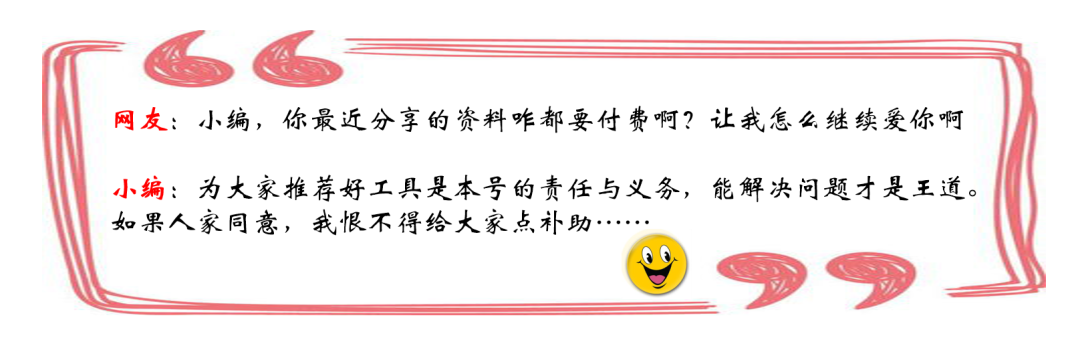 网友：小编，你最近分享的资料咋都要付费啊？让我怎么继续爱你啊
小编：为大家推荐好工具是本号的责任与义务，能解决问题才是王道。
如果人家同意，我恨不得给大家点补助……